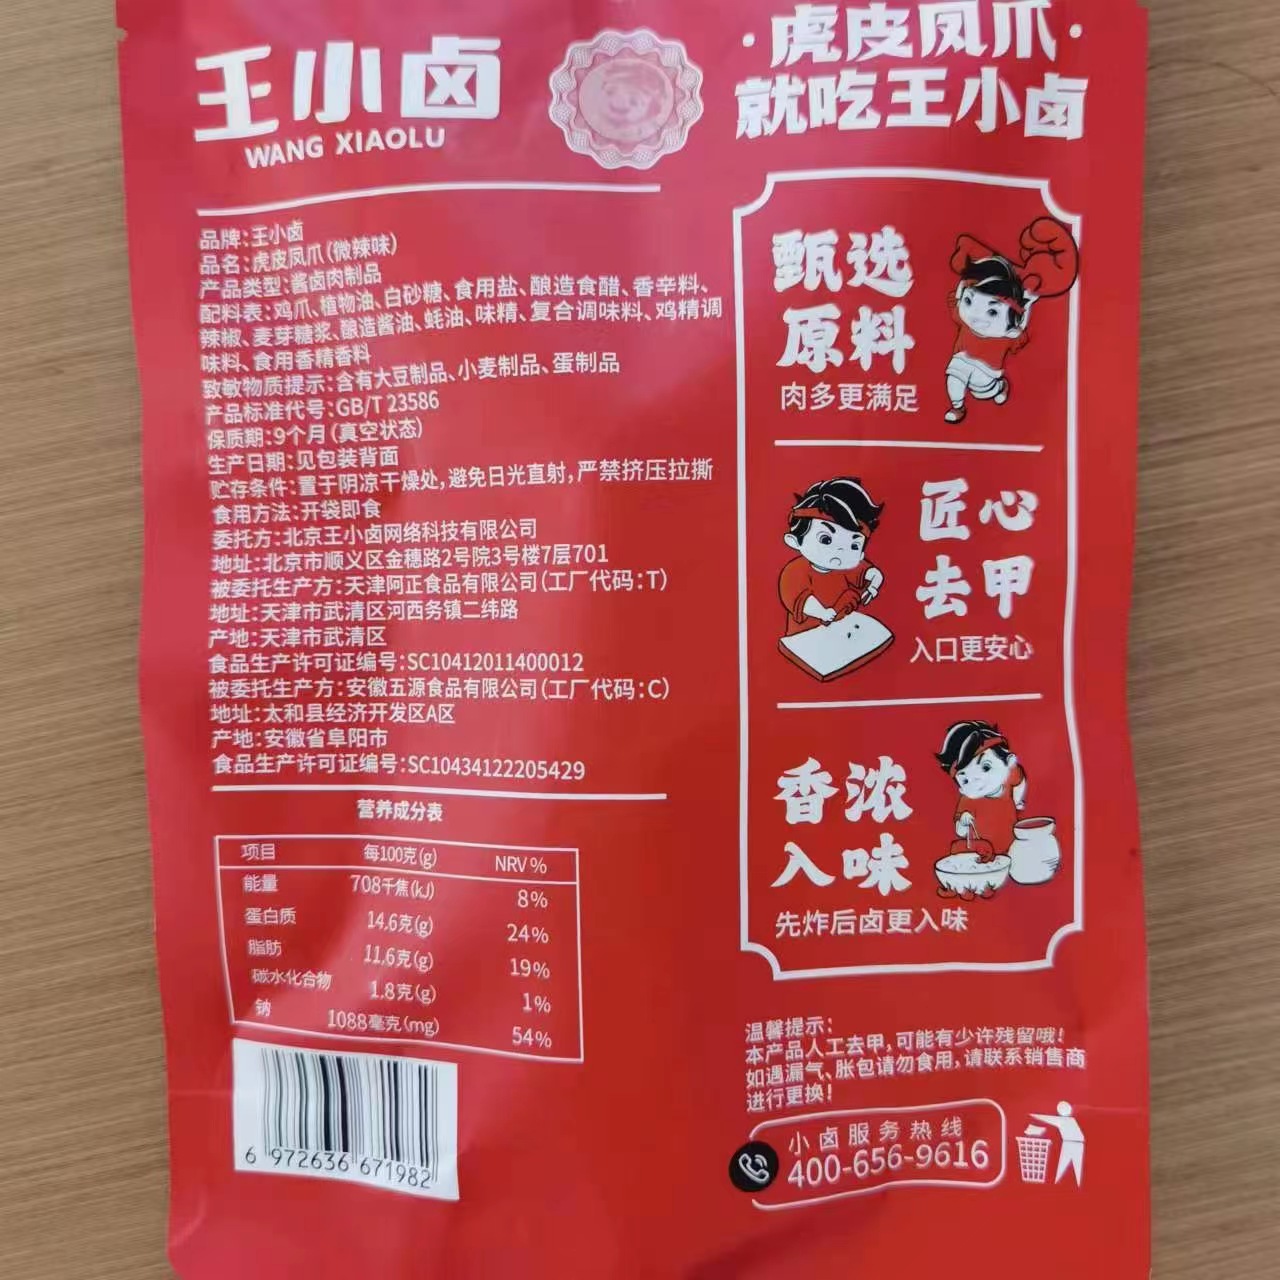 王小卤
WANG XIAOLU
·虎皮凤爪·
就吃王小卤
品牌：王小卤
品名：虎皮凤爪（微辣味）
产品类型：酱卤肉制品
配料表：鸡爪、植物油、白砂糖、食用盐、酿造食醋、香辛料、
辣椒、麦芽糖浆、酿造酱油、蚝油、味精、复合调味料、鸡精调
味料、食用香精香料
致敏物质提示：含有大豆制品、小麦制品、蛋制品
产品标准代号：GB/T 23586
保质期：9个月（真空状态）
生产日期：见包装背面
贮存条件：置于阴凉干燥处，避免日光直射，严禁挤压拉撕
食用方法：开袋即食
委托方：北京王小卤网络科技有限公司
地址：北京市顺义区金穗路2号院3号楼7层701
被委托生产方：天津阿正食品有限公司（工厂代码：T）
地址：天津市武清区河西务镇二纬路
产地：天津市武清区
食品生产许可证编号：SC10412011400012
被委托生产方：安徽五源食品有限公司（工厂代码：C）
地址：太和县经济开发区A区
产地：安徽省阜阳市
食品生产许可证编号：SC10434122205429
营养成分表
项目 每100克(g) NRV%
能量 708千焦(kJ) 8%
蛋白质 14.6克(g) 24%
脂肪 11.6克(g) 19%
碳水化合物 1.8克(g) 1%
钠 1088毫克(mg) 54%
6 972636 671982
甄选
原料
肉多更满足
匠心
去甲
入口更安心
香浓
入味
先炸后卤更入味
温馨提示：
本产品人工去甲，可能有少许残留哦！
如遇漏气、胀包请勿食用，请联系销售商
进行更换！
小卤服务热线
400-656-9616